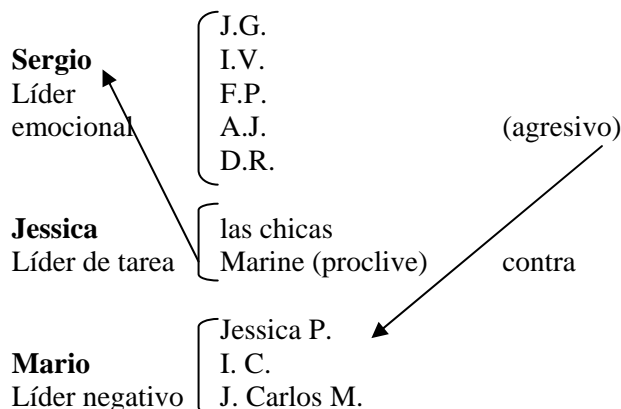 J.G.
Sergio I.V.
Líder F.P.
emocional A.J. (agresivo)
D.R.
Jessica las chicas
Líder de tarea Marine (proclive) contra
Jessica P.
Mario I. C.
Líder negativo J. Carlos M.